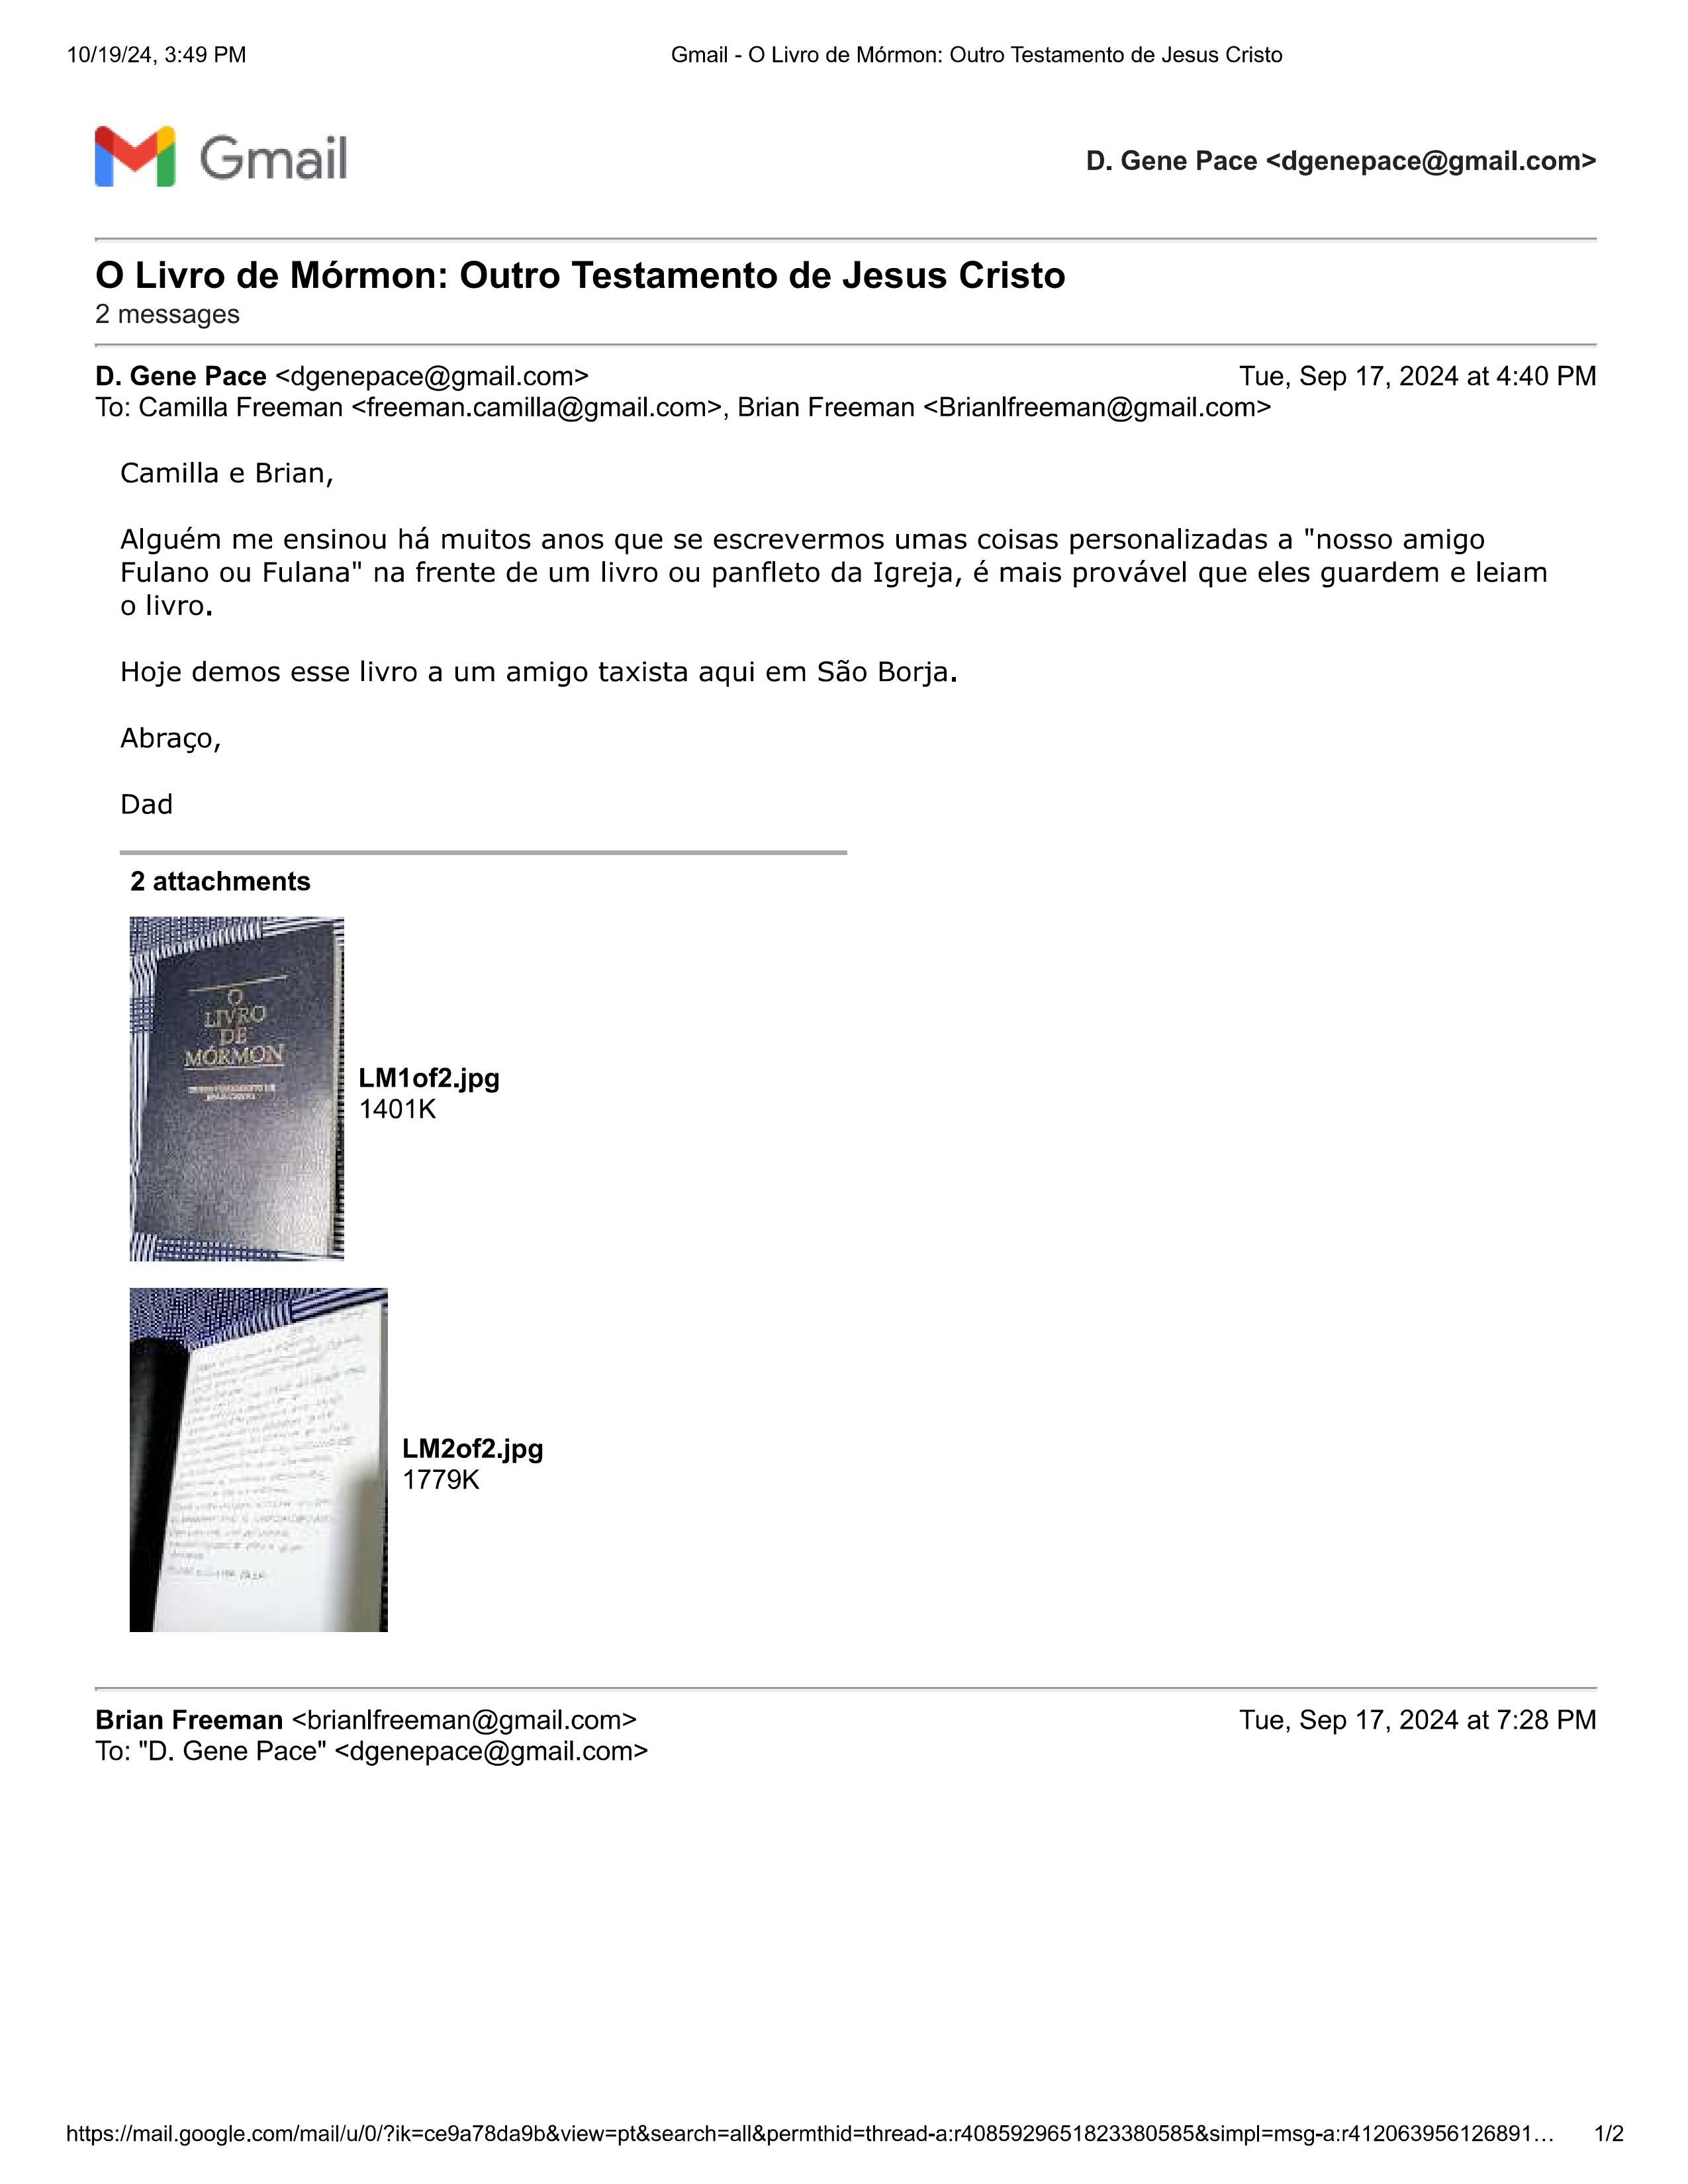 10/19/24, 3:49 PM
Gmail - O Livro de Mórmon: Outro Testamento de Jesus Cristo
Gmail
D. Gene Pace <dgenepace@gmail.com>
O Livro de Mórmon: Outro Testamento de Jesus Cristo
2 messages
D. Gene Pace <dgenepace@gmail.com>
Tue, Sep 17, 2024 at 4:40 PM
To: Camilla Freeman <freeman.camilla@gmail.com>, Brian Freeman <Brianlfreeman@gmail.com>
Camilla e Brian,
Alguém me ensinou há muitos anos que se escrevermos umas coisas personalizadas a "nosso amigo
Fulano ou Fulana" na frente de um livro ou panfleto da Igreja, é mais provável que eles guardem e leiam
o livro.
Hoje demos esse livro a um amigo taxista aqui em São Borja.
Abraço,
Dad
2 attachments
O
LIVRO
DE
MÓRMON
LM1of2.jpg
1401K
LM2of2.jpg
1779K
Brian Freeman <brianlfreeman@gmail.com>
Tue, Sep 17, 2024 at 7:28 PM
To: "D. Gene Pace" <dgenepace@gmail.com>
https://mail.google.com/mail/u/0/?ik=ce9a78da9b&view=pt&search=all&permthid=thread-a:r4085929651823380585&simpl=msg-a:r412063956126891…
1/2